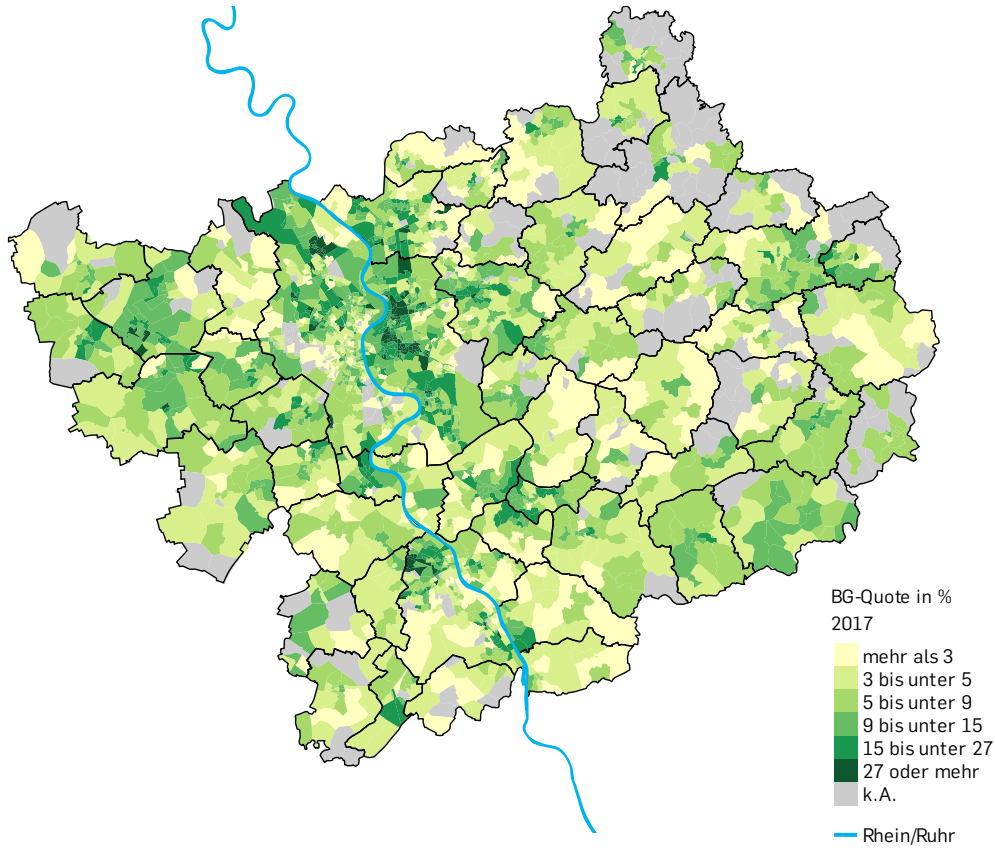 BG-Quote in %
2017
mehr als 3
3 bis unter 5
5 bis unter 9
9 bis unter 15
15 bis unter 27
27 oder mehr
k.A.
Rhein/Ruhr